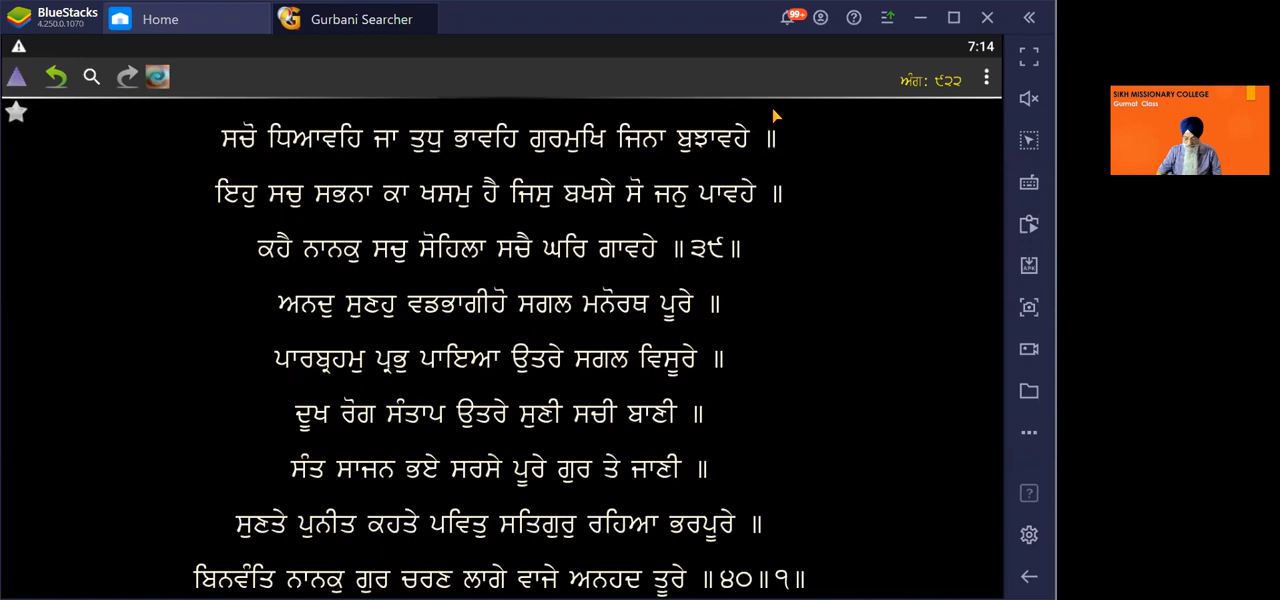 BlueStacks
4.250.0.1070
Home
Gurbani Searcher
99+
7:14
ਅੰਗ: ੯੨੨
ਸਚੋ ਧਿਆਵਹਿ ਜਾ ਤੁਧੁ ਭਾਵਹਿ ਗੁਰਮੁਖਿ ਜਿਨਾ ਬੁਝਾਵਹੇ ॥
ਇਹੁ ਸਚੁ ਸਭਨਾ ਕਾ ਖਸਮੁ ਹੈ ਜਿਸੁ ਬਖਸੇ ਸੋ ਜਨੁ ਪਾਵਹੇ ॥
ਕਹੈ ਨਾਨਕੁ ਸਚੁ ਸੋਹਿਲਾ ਸਚੈ ਘਰਿ ਗਾਵਹੇ ॥੩੯॥
ਅਨਦੁ ਸੁਣਹੁ ਵਡਭਾਗੀਹੋ ਸਗਲ ਮਨੋਰਥ ਪੂਰੇ ॥
ਪਾਰਬ੍ਰਹਮੁ ਪ੍ਰਭੁ ਪਾਇਆ ਉਤਰੇ ਸਗਲ ਵਿਸੂਰੇ ॥
ਦੂਖ ਰੋਗ ਸੰਤਾਪ ਉਤਰੇ ਸੁਣੀ ਸਚੀ ਬਾਣੀ ॥
ਸੰਤ ਸਾਜਨ ਭਏ ਸਰਸੇ ਪੂਰੇ ਗੁਰ ਤੇ ਜਾਣੀ ॥
ਸੁਣਤੇ ਪੁਨੀਤ ਕਹਤੇ ਪਵਿਤੁ ਸਤਿਗੁਰੁ ਰਹਿਆ ਭਰਪੂਰੇ ॥
ਬਿਨਵੰਤਿ ਨਾਨਕੁ ਗੁਰ ਚਰਣ ਲਾਗੇ ਵਾਜੇ ਅਨਹਦ ਤੂਰੇ ॥੪੦॥੧॥
SIKH MISSIONARY COLLEGE
Gurmat Class
APK